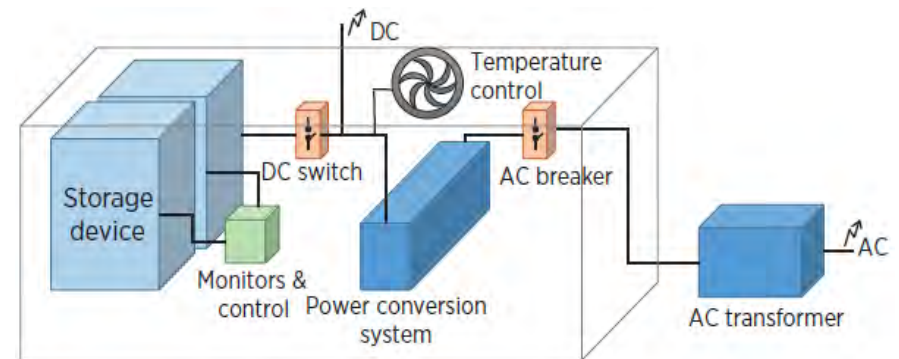 DC
Temperature
control
DC switch
AC breaker
Storage
device
Monitors &
control
Power conversion
system
AC
AC transformer